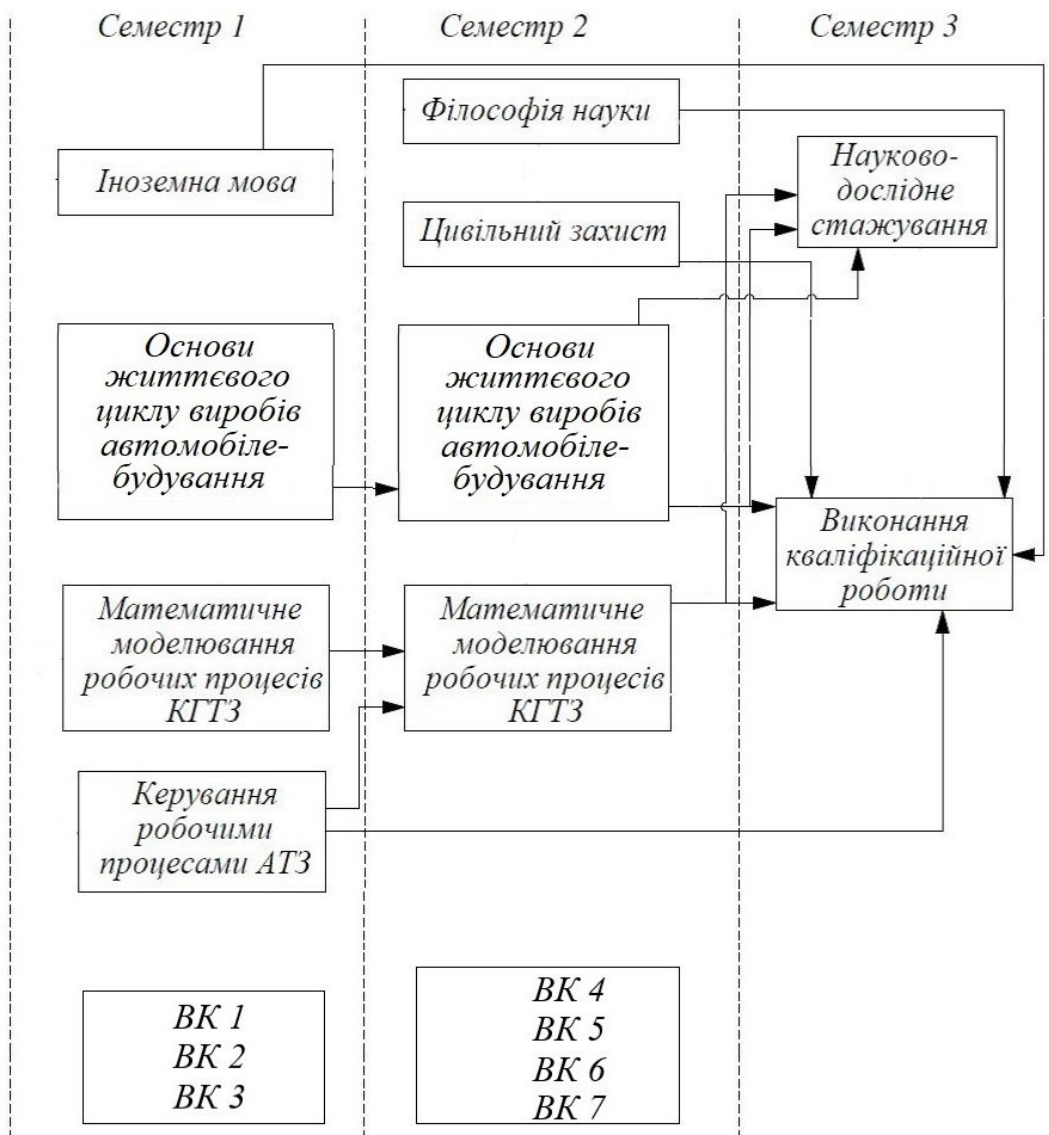 Семестр 1
Семестр 2
Семестр 3
Іноземна мова
Основи
життєвого
циклу виробів
автомобіле-
будування
Математичне
моделювання
робочих процесів
КГТЗ
Керування
робочими
процесами АТЗ
ВК 1
ВК 2
ВК 3
Філософія науки
Цивільний захист
Основи
життєвого
циклу виробів
автомобіле-
будування
Математичне
моделювання
робочих процесів
КГТЗ
ВК 4
ВК 5
ВК 6
ВК 7
Науково-
дослідне
стажування
Виконання
кваліфікаційної
роботи